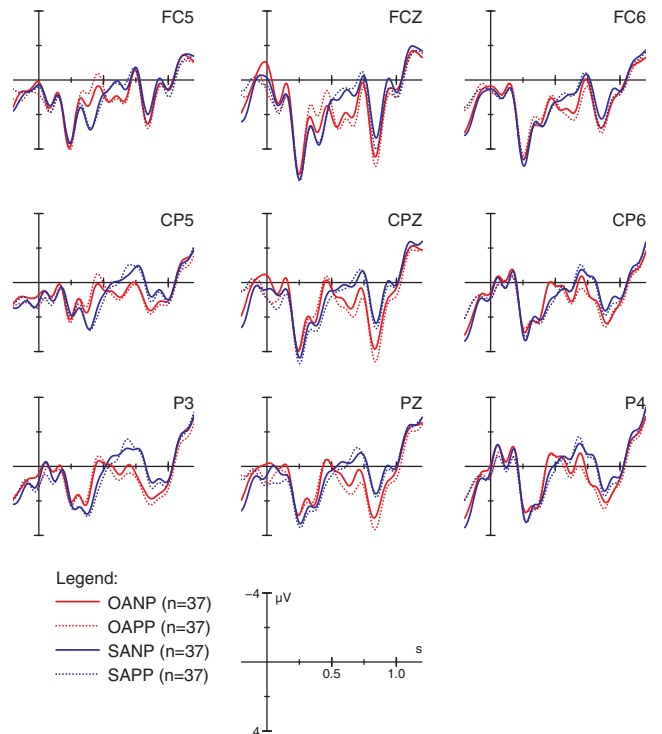 FC5 FCZ FC6
CP5 CPZ CP6
P3 PZ P4
Legend:
OANP (n=37)
OAPP (n=37)
SANP (n=37)
SAPP (n=37)
−4
µV
s
0.5 1.0
4